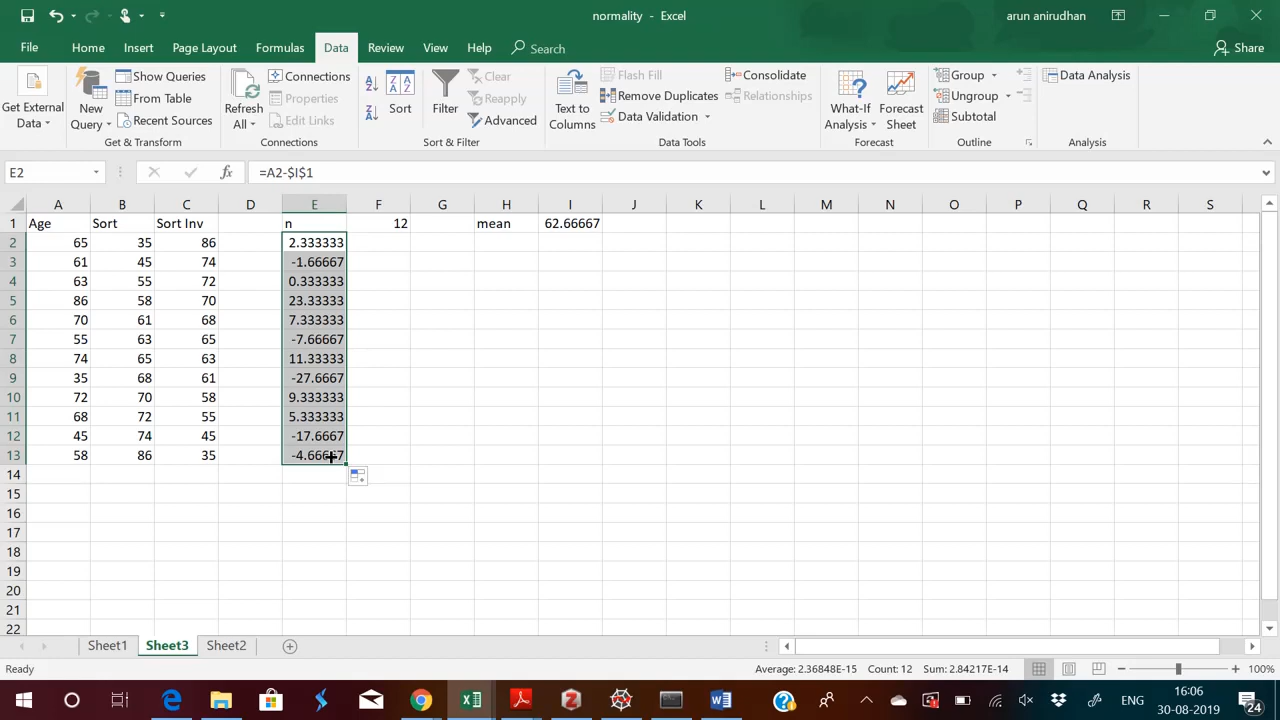 normality - Excel
arun anirudhan
File Home Insert Page Layout Formulas Data Review View Help Search Share
Get External Data
New Query
Show Queries
From Table
Recent Sources
Get & Transform
Refresh All
Connections
Properties
Edit Links
Connections
Sort
Filter
Clear
Reapply
Advanced
Sort & Filter
Text to Columns
Flash Fill
Remove Duplicates
Data Validation
Consolidate
Relationships
Data Tools
What-If Analysis
Forecast Sheet
Forecast
Group
Ungroup
Subtotal
Outline
Data Analysis
Analysis
E2 fx =A2-$I$1
A B C D E F G H I J K L M N O P Q R S
1 Age Sort Sort Inv n 12 mean 62.66667
2 65 35 86 2.333333
3 61 45 74 -1.66667
4 63 55 72 0.333333
5 86 58 70 23.33333
6 70 61 68 7.333333
7 55 63 65 -7.66667
8 74 65 63 11.33333
9 35 68 61 -27.6667
10 72 70 58 9.333333
11 68 72 55 5.333333
12 45 74 45 -17.6667
13 58 86 35 -4.66667
14
15
16
17
18
19
20
21
22
Sheet1 Sheet3 Sheet2
Ready Average: 2.36848E-15 Count: 12 Sum: 2.84217E-14 100%
ENG 16:06
30-08-2019 24